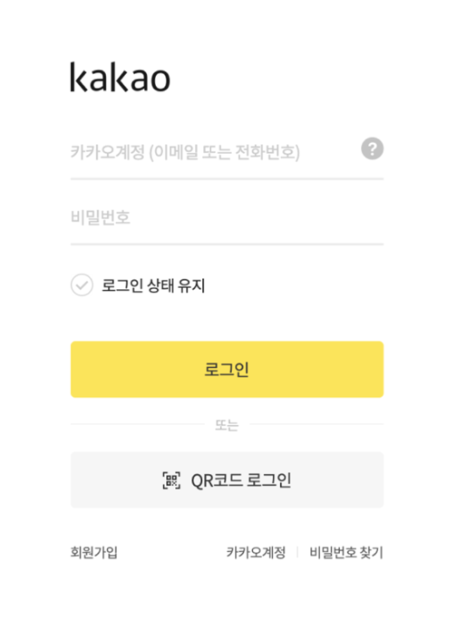 kakao
카카오계정 (이메일 또는 전화번호) ?
비밀번호
로그인 상태 유지
로그인
또는
QR코드 로그인
회원가입 카카오계정 | 비밀번호 찾기